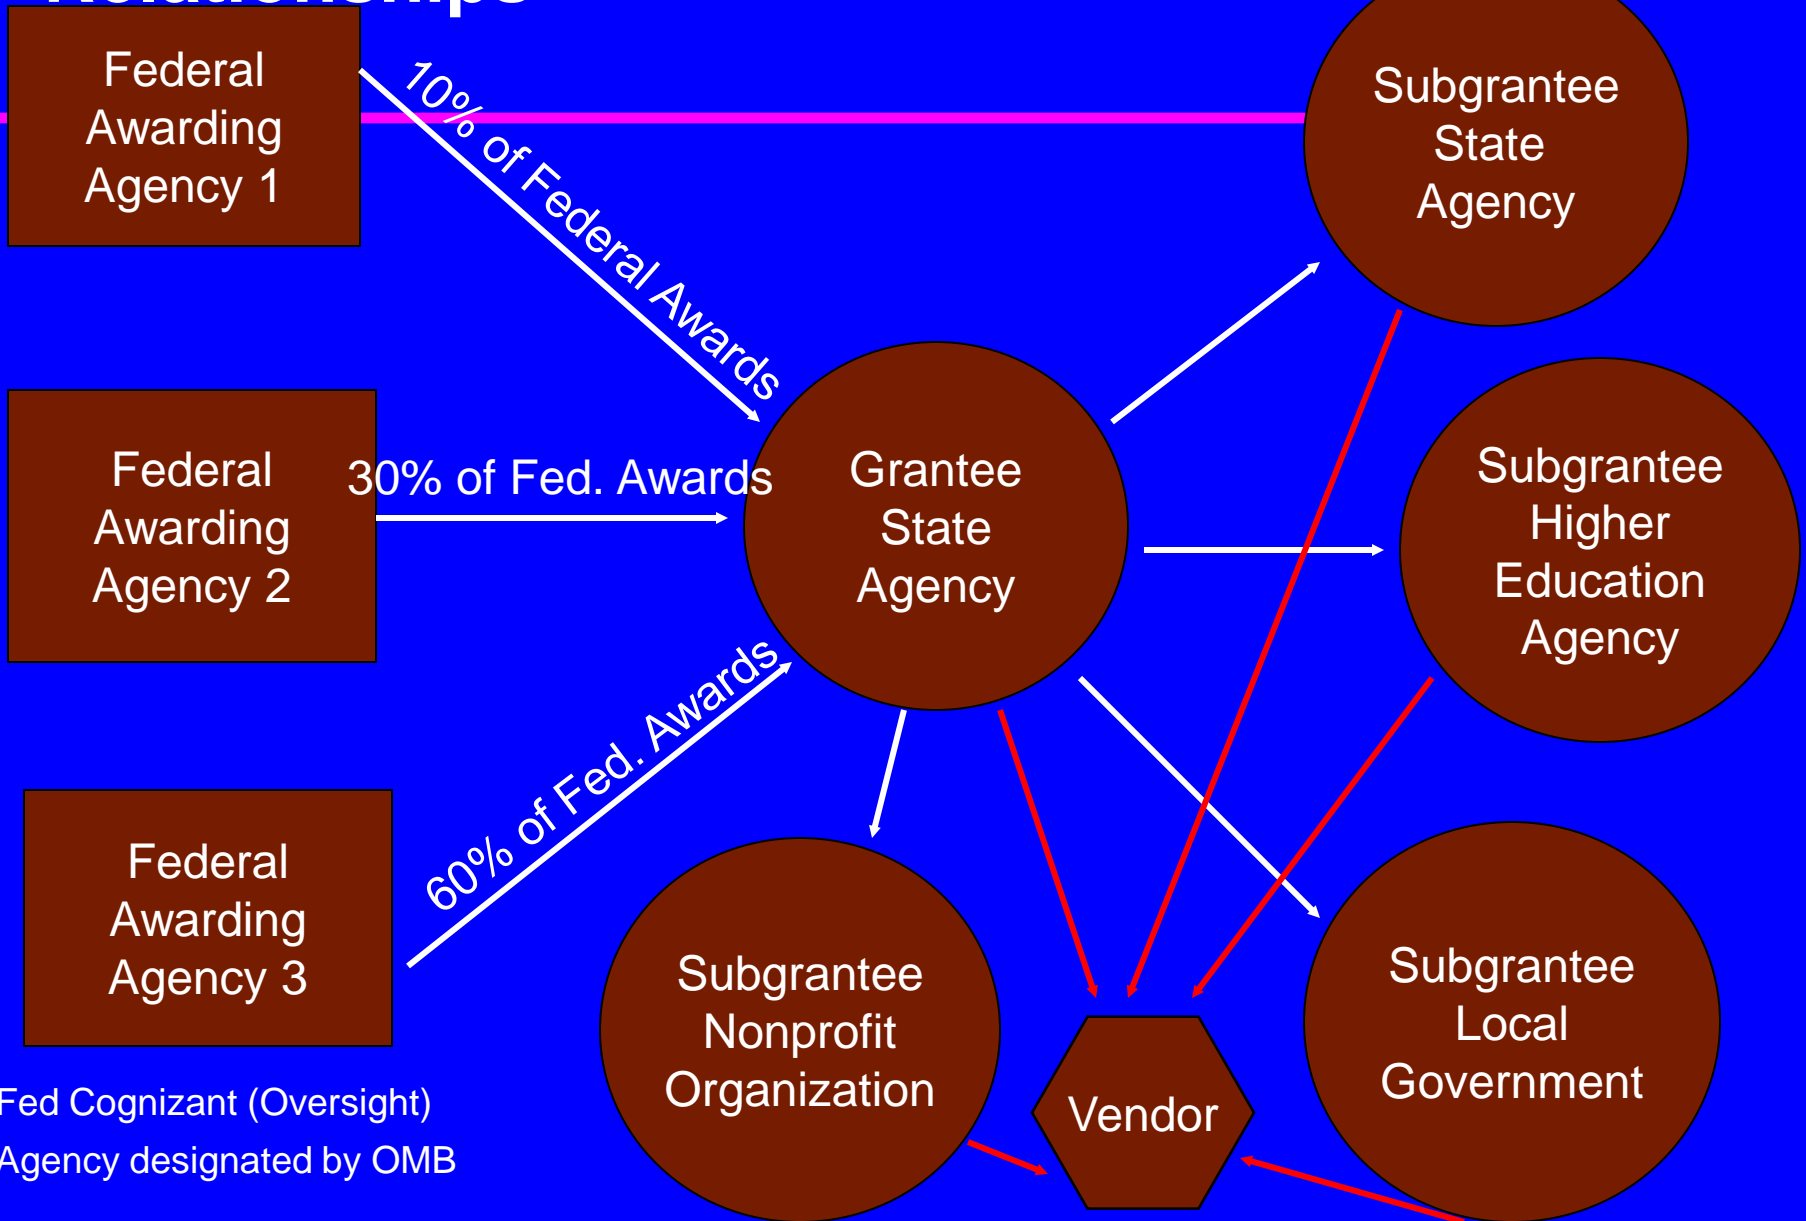 Relationships
Federal
Awarding
Agency 1
10% of Federal Awards
Subgrantee
State
Agency
Federal
Awarding
Agency 2
30% of Fed. Awards
Grantee
State
Agency
Subgrantee
Higher
Education
Agency
Federal
Awarding
Agency 3
60% of Fed. Awards
Subgrantee
Nonprofit
Organization
Vendor
Subgrantee
Local
Government
Fed Cognizant (Oversight)
Agency designated by OMB